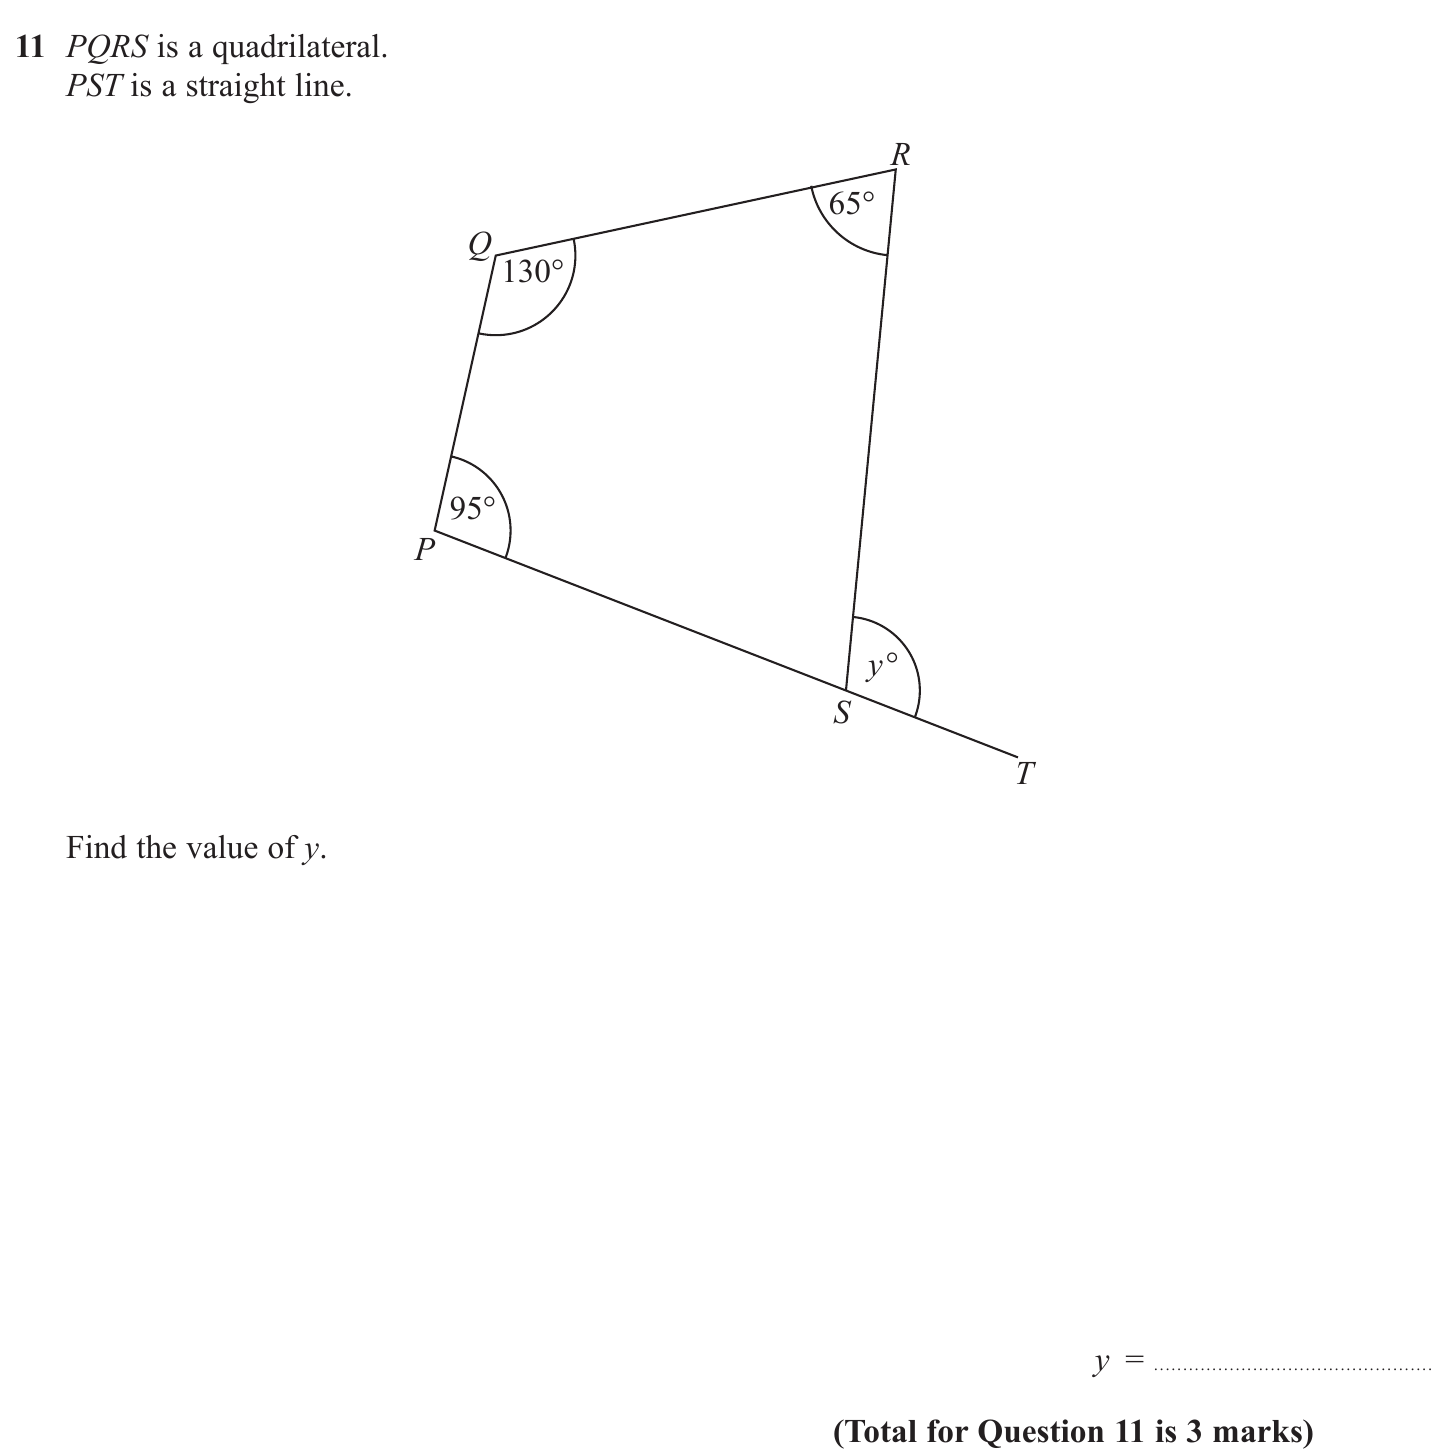 11 PQRS is a quadrilateral.
PST is a straight line.
R
65°
Q
130°
95°
P
y°
S
T
Find the value of y.
y = ................................................
(Total for Question 11 is 3 marks)